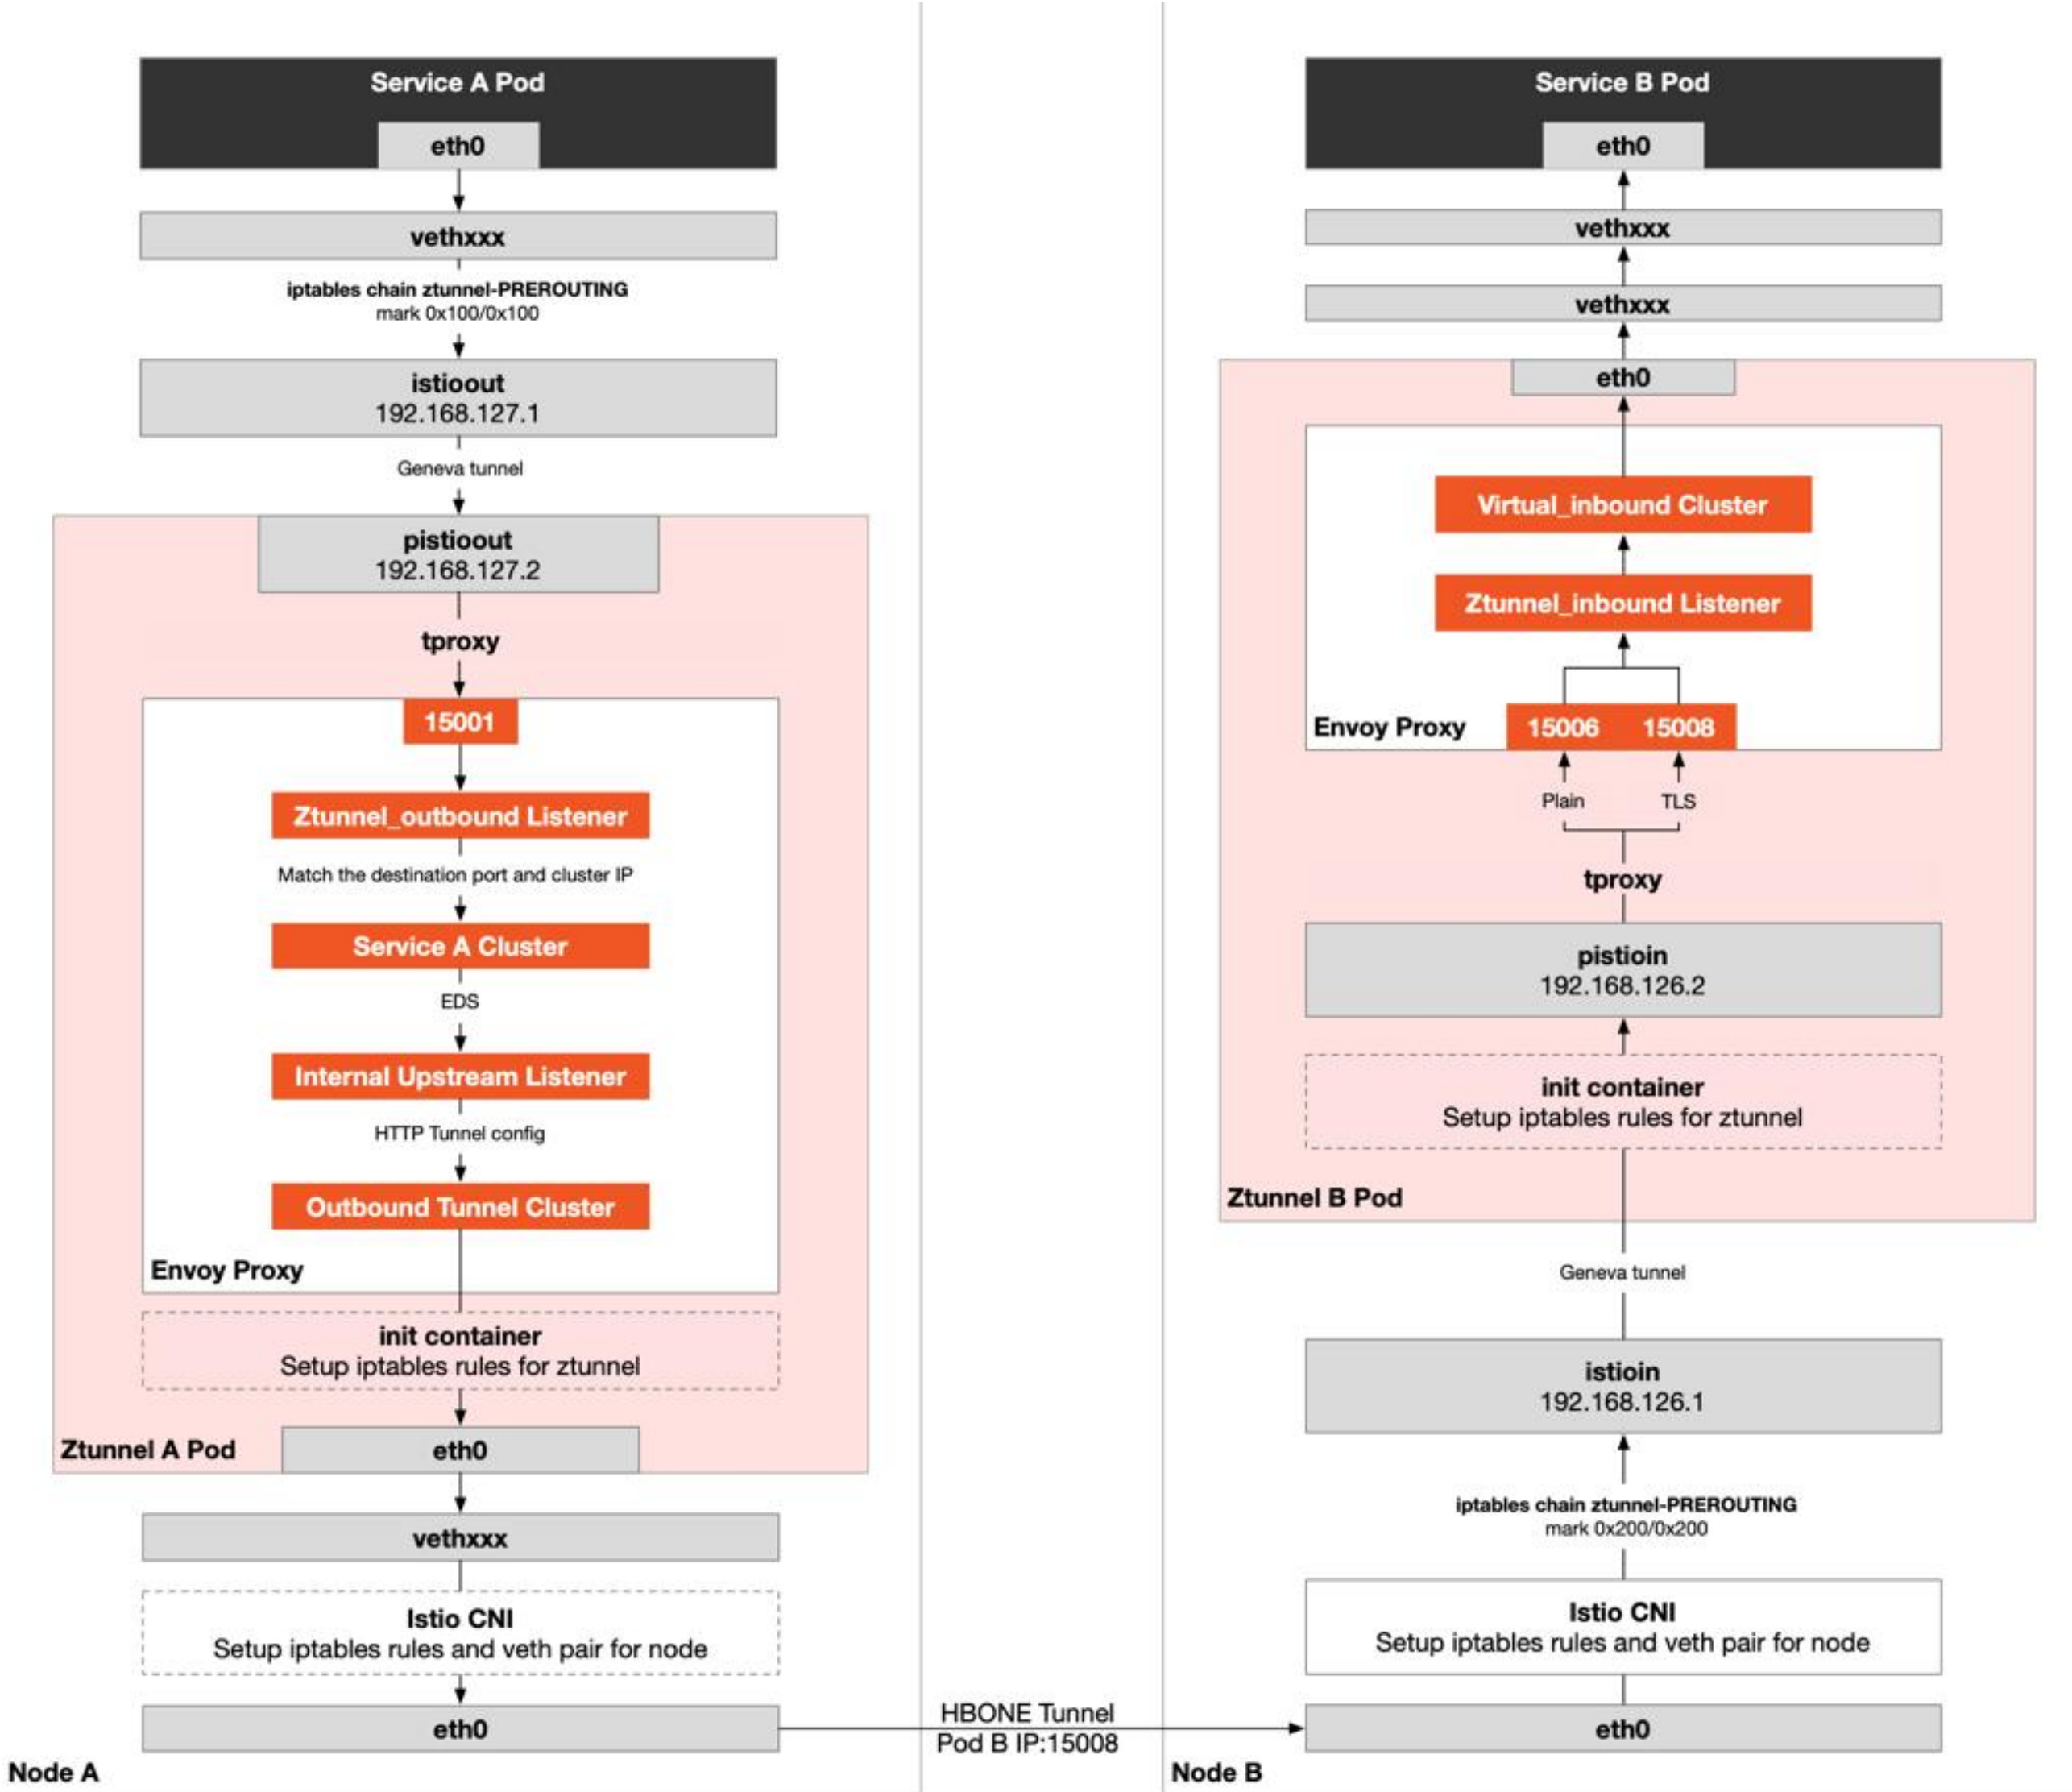 Service A Pod
eth0
vethxxx
iptables chain ztunnel-PREROUTING
mark 0x100/0x100
istioout
192.168.127.1
Geneva tunnel
pistioout
192.168.127.2
tproxy
15001
Ztunnel_outbound Listener
Match the destination port and cluster IP
Service A Cluster
EDS
Internal Upstream Listener
HTTP Tunnel config
Outbound Tunnel Cluster
Envoy Proxy
init container
Setup iptables rules for ztunnel
Ztunnel A Pod
eth0
vethxxx
Istio CNI
Setup iptables rules and veth pair for node
eth0
Node A
HBONE Tunnel
Pod B IP:15008
Service B Pod
eth0
vethxxx
vethxxx
eth0
Virtual_inbound Cluster
Ztunnel_inbound Listener
Envoy Proxy
15006
15008
Plain
TLS
tproxy
pistioin
192.168.126.2
init container
Setup iptables rules for ztunnel
Ztunnel B Pod
Geneva tunnel
istioin
192.168.126.1
iptables chain ztunnel-PREROUTING
mark 0x200/0x200
Istio CNI
Setup iptables rules and veth pair for node
eth0
Node B